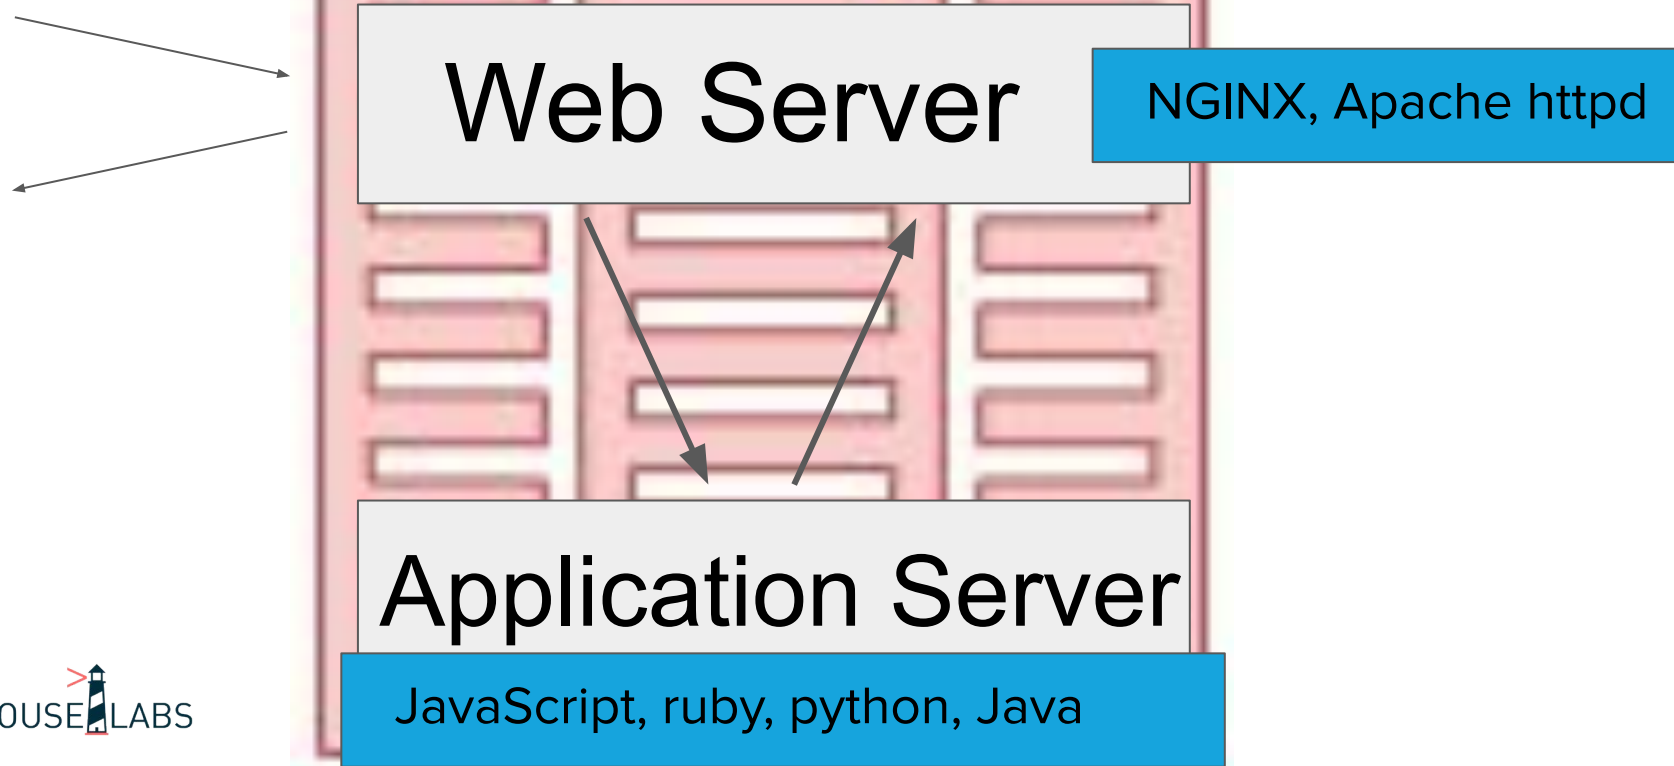 Web Server
NGINX, Apache httpd
Application Server
JavaScript, ruby, python, Java
OUSE LABS